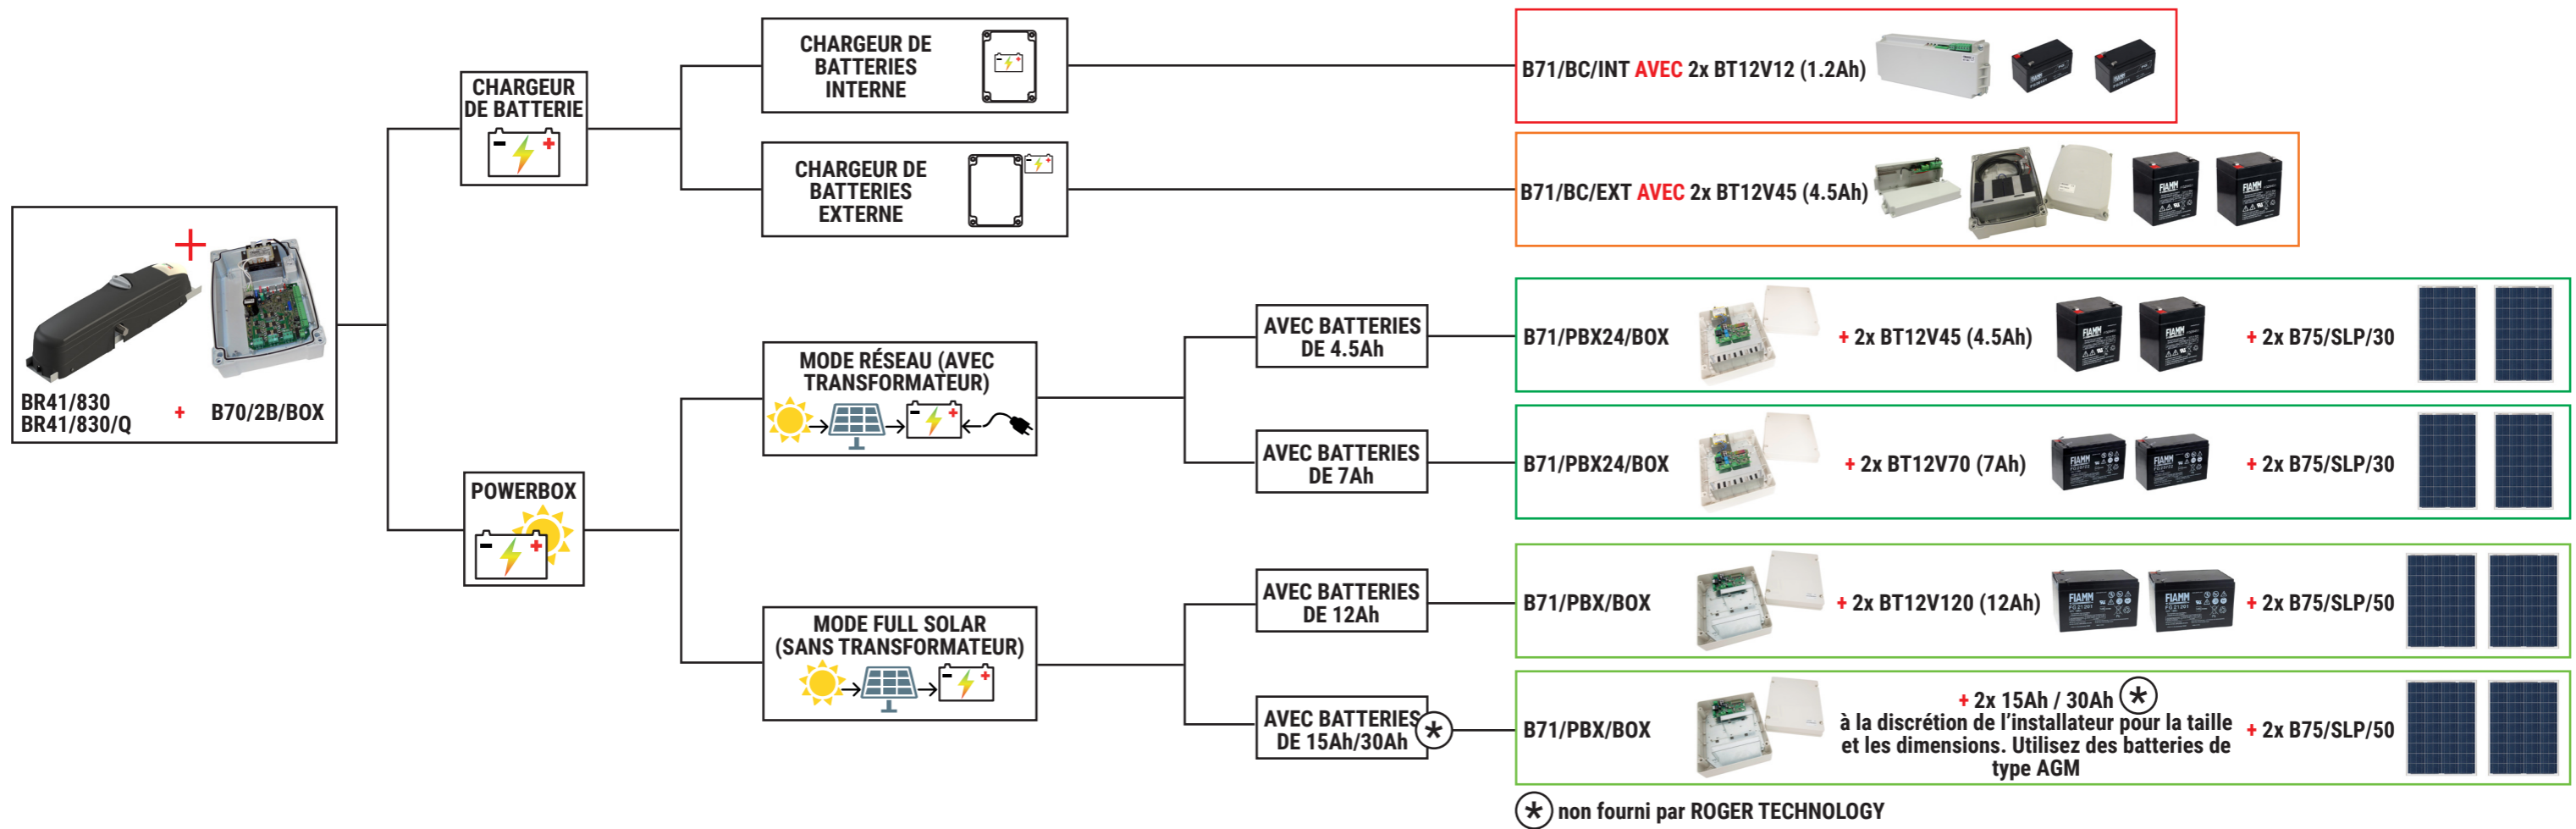 BR41/830
BR41/830/Q
+
B70/2B/BOX
CHARGEUR
DE BATTERIE
CHARGEUR DE
BATTERIES
INTERNE
B71/BC/INT AVEC 2x BT12V12 (1.2Ah)
CHARGEUR DE
BATTERIES
EXTERNE
B71/BC/EXT AVEC 2x BT12V45 (4.5Ah)
POWERBOX
MODE RÉSEAU (AVEC
TRANSFORMATEUR)
AVEC BATTERIES
DE 4.5Ah
B71/PBX24/BOX
+ 2x BT12V45 (4.5Ah)
+ 2x B75/SLP/30
AVEC BATTERIES
DE 7Ah
B71/PBX24/BOX
+ 2x BT12V70 (7Ah)
+ 2x B75/SLP/30
MODE FULL SOLAR
(SANS TRANSFORMATEUR)
AVEC BATTERIES
DE 12Ah
B71/PBX/BOX
+ 2x BT12V120 (12Ah)
+ 2x B75/SLP/50
AVEC BATTERIES
DE 15Ah/30Ah *
B71/PBX/BOX
+ 2x 15Ah / 30Ah *
à la discrétion de l’installateur pour la taille
et les dimensions. Utilisez des batteries de
type AGM
+ 2x B75/SLP/50
* non fourni par ROGER TECHNOLOGY